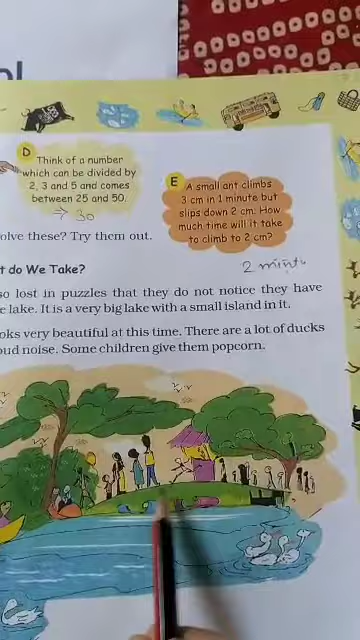 D
Think of a number
which can be divided by
2, 3 and 5 and comes
between 25 and 50.
⇒ 30
E
A small ant climbs
3 cm in 1 minute but
slips down 2 cm. How
much time will it take
to climb to 2 cm?
2 minute
olve these? Try them out.
t do We Take?
so lost in puzzles that they do not notice they have
e lake. It is a very big lake with a small island in it.
oks very beautiful at this time. There are a lot of ducks
oud noise. Some children give them popcorn.